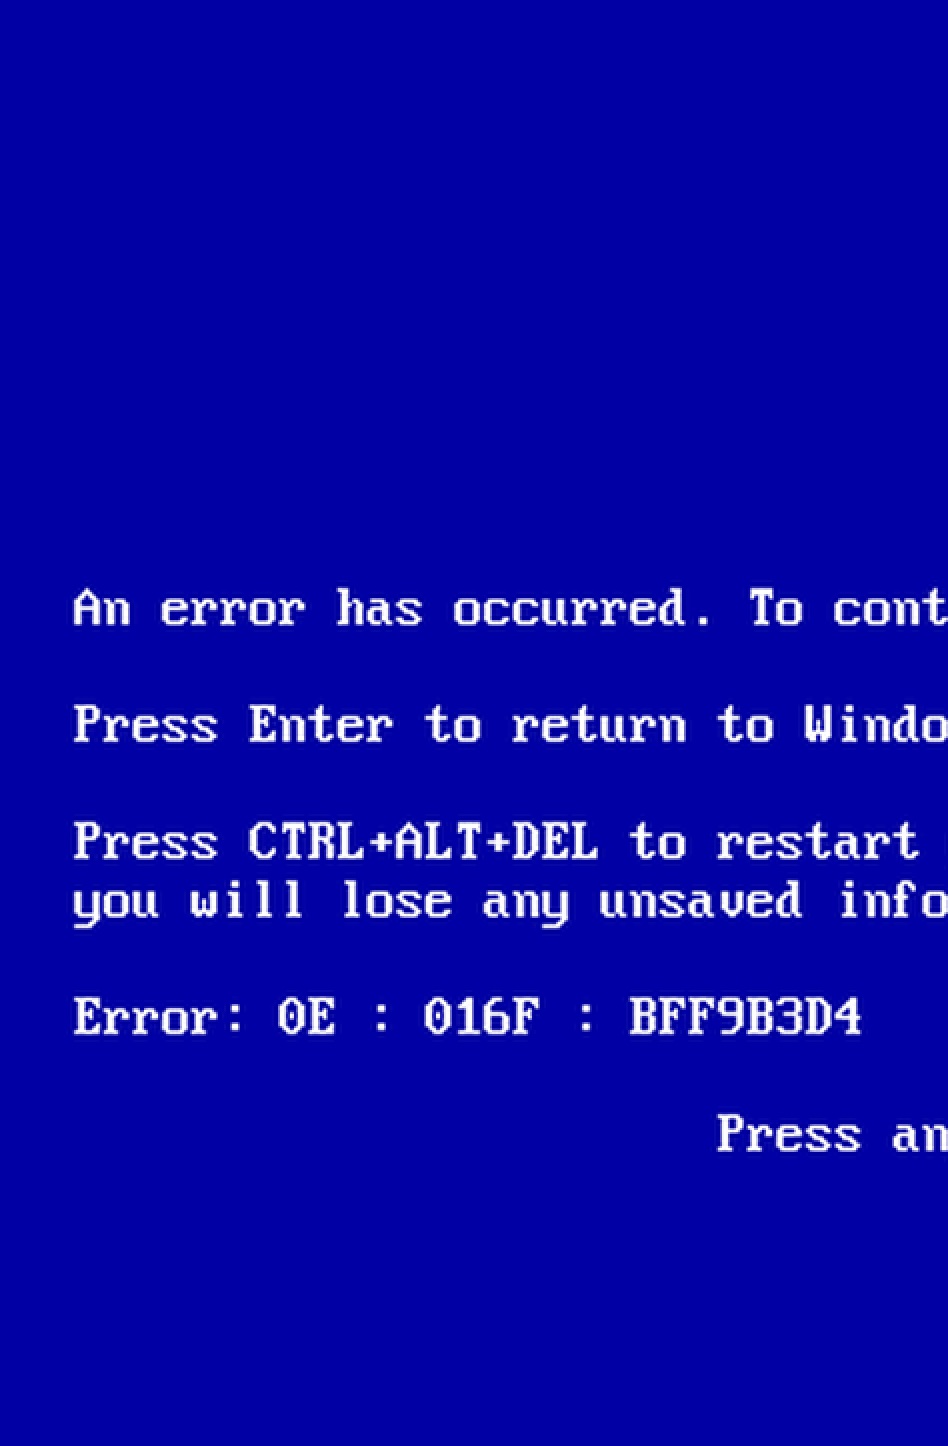 An error has occurred. To cont
Press Enter to return to Windo
Press CTRL+ALT+DEL to restart
you will lose any unsaved info
Error: 0E : 016F : BFF9B3D4
Press an